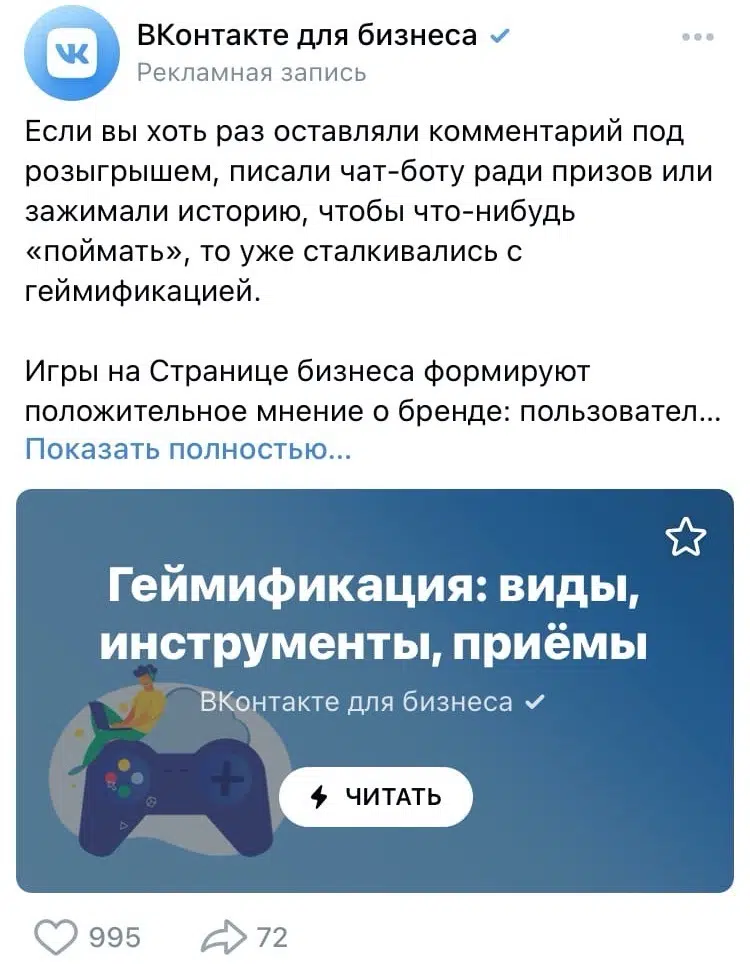 ВКонтакте для бизнеса
Рекламная запись
Если вы хоть раз оставляли комментарий под
розыгрышем, писали чат-боту ради призов или
зажимали историю, чтобы что-нибудь
«поймать», то уже сталкивались с
геймификацией.
Игры на Странице бизнеса формируют
положительное мнение о бренде: пользовател...
Показать полностью...
Геймификация: виды,
инструменты, приёмы
ВКонтакте для бизнеса
ЧИТАТЬ
995
72